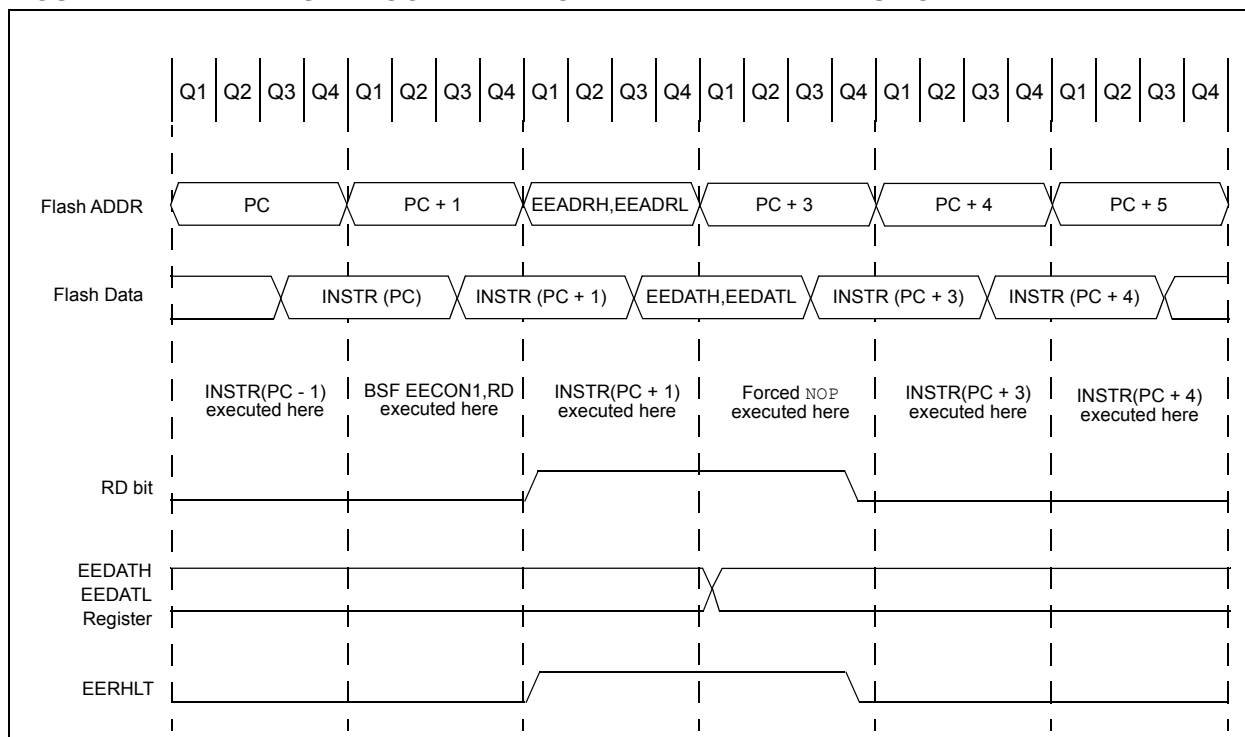 Q1 Q2 Q3 Q4 Q1 Q2 Q3 Q4 Q1 Q2 Q3 Q4 Q1 Q2 Q3 Q4 Q1 Q2 Q3 Q4 Q1 Q2 Q3 Q4
Flash ADDR PC PC + 1 EEADRH,EEADRL PC + 3 PC + 4 PC + 5
Flash Data INSTR (PC) INSTR (PC + 1) EEDATH,EEDATL INSTR (PC + 3) INSTR (PC + 4)
INSTR(PC - 1) BSF EECON1,RD INSTR(PC + 1) Forced NOP INSTR(PC + 3) INSTR(PC + 4)
executed here executed here executed here executed here executed here executed here
RD bit
EEDATH
EEDATL
Register
EERHLT